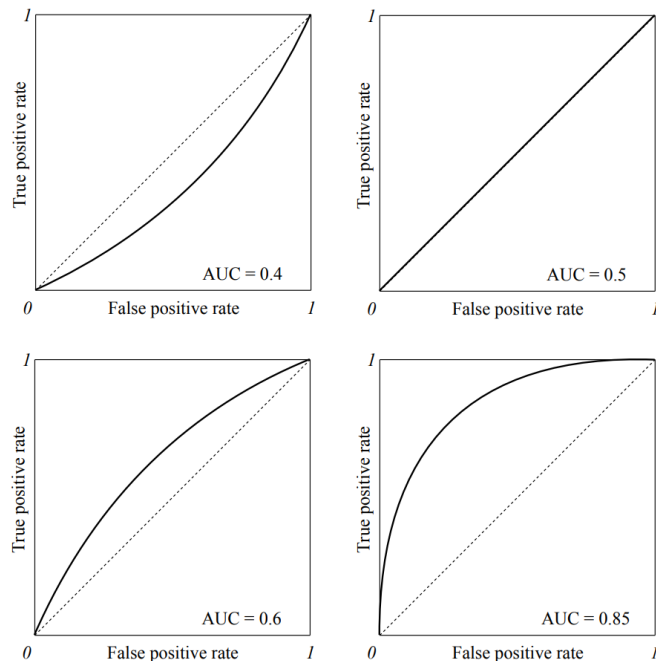 1
True positive rate
AUC = 0.4
0
False positive rate
1
1
True positive rate
AUC = 0.5
0
False positive rate
1
1
True positive rate
AUC = 0.6
0
False positive rate
1
1
True positive rate
AUC = 0.85
0
False positive rate
1